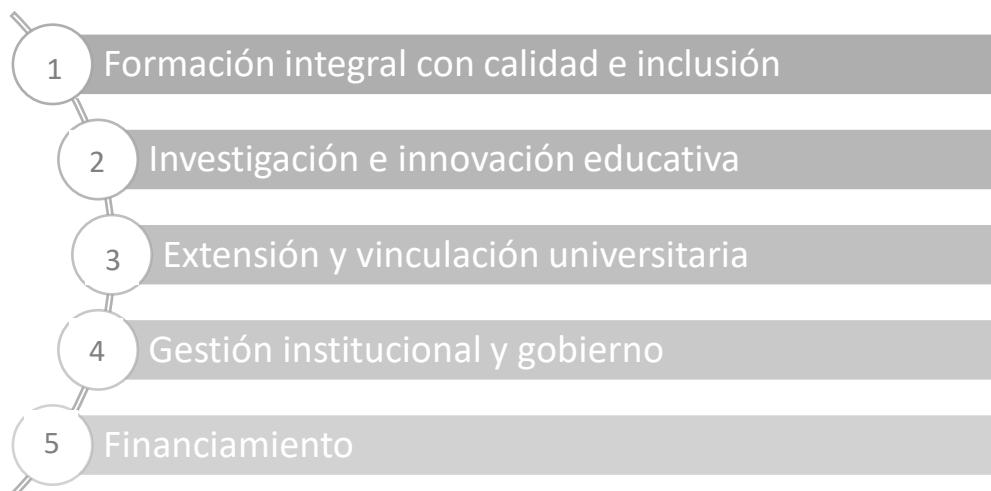 1 Formación integral con calidad e inclusión
2 Investigación e innovación educativa
3 Extensión y vinculación universitaria
4 Gestión institucional y gobierno
5 Financiamiento